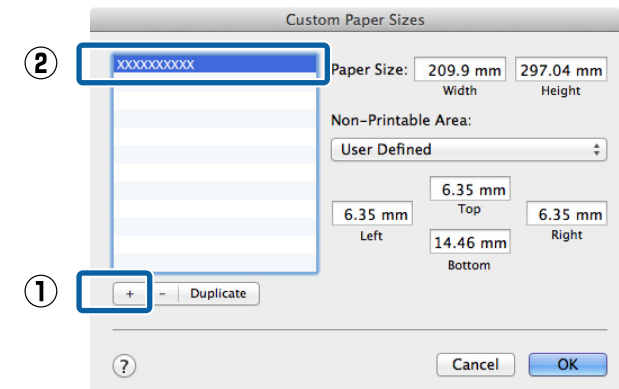 Custom Paper Sizes
②
XXXXXXXXXX
Paper Size: 209.9 mm 297.04 mm
Width Height
Non-Printable Area:
User Defined
6.35 mm
Top
6.35 mm 6.35 mm
Left Right
14.46 mm
Bottom
①
+ - Duplicate
? Cancel OK